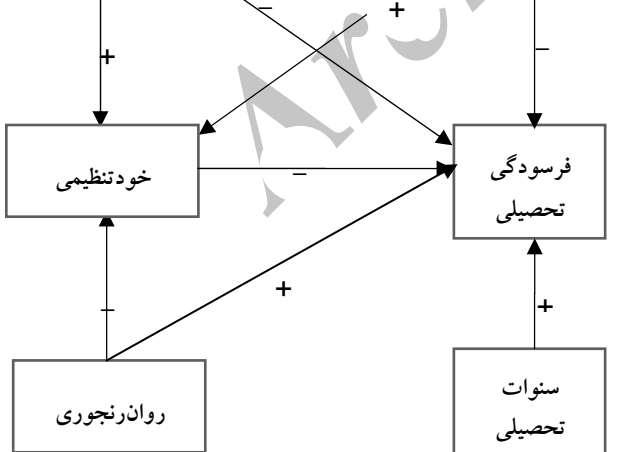 – +
+ –
خودتنظیمی
فرسودگی
تحصیلی
–
+
– +
روان‌رنجوری
سنوات
تحصیلی